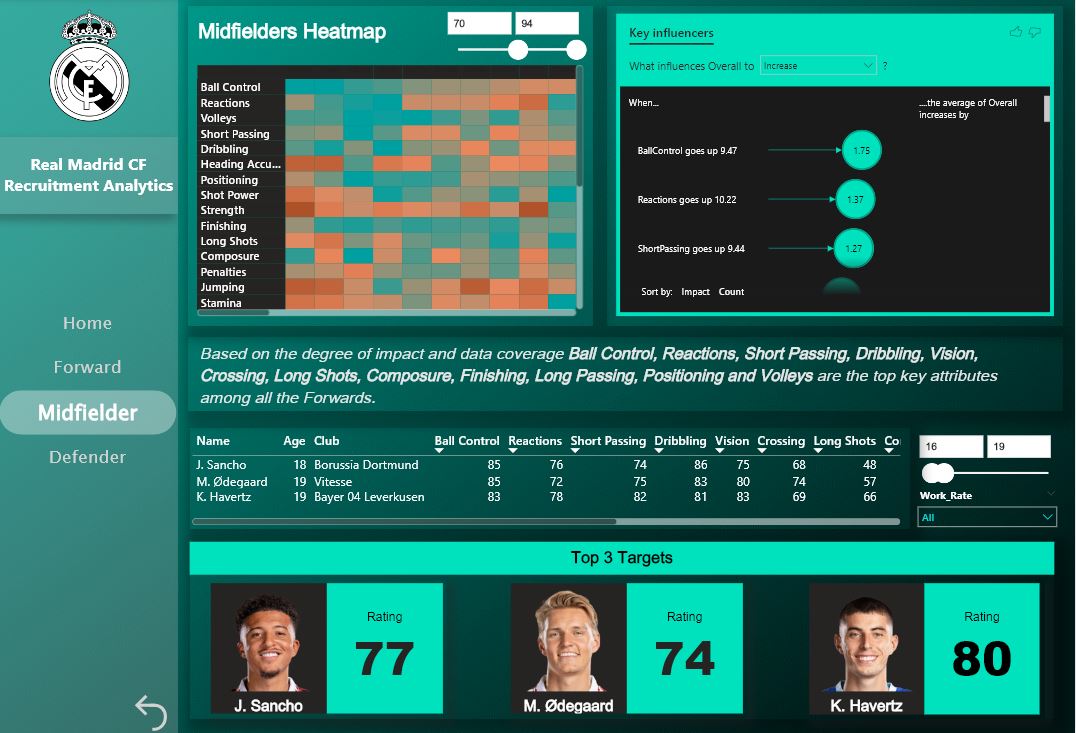 Real Madrid CF
Recruitment Analytics
Home
Forward
Midfielder
Defender
Midfielders Heatmap
70 94
Ball Control
Reactions
Volleys
Short Passing
Dribbling
Heading Accu...
Positioning
Shot Power
Strength
Finishing
Long Shots
Composure
Penalties
Jumping
Stamina
Key influencers
What influences Overall to Increase ?
When...
....the average of Overall
increases by
BallControl goes up 9.47 1.75
Reactions goes up 10.22 1.37
ShortPassing goes up 9.44 1.27
Sort by: Impact Count
Based on the degree of impact and data coverage Ball Control, Reactions, Short Passing, Dribbling, Vision,
Crossing, Long Shots, Composure, Finishing, Long Passing, Positioning and Volleys are the top key attributes
among all the Forwards.
Name Age Club Ball Control Reactions Short Passing Dribbling Vision Crossing Long Shots Co
J. Sancho 18 Borussia Dortmund 85 76 74 86 75 68 48
M. Ødegaard 19 Vitesse 85 72 75 83 80 74 57
K. Havertz 19 Bayer 04 Leverkusen 83 78 82 81 83 69 66
16 19
Work_Rate
All
Top 3 Targets
J. Sancho
Rating
77
M. Ødegaard
Rating
74
K. Havertz
Rating
80